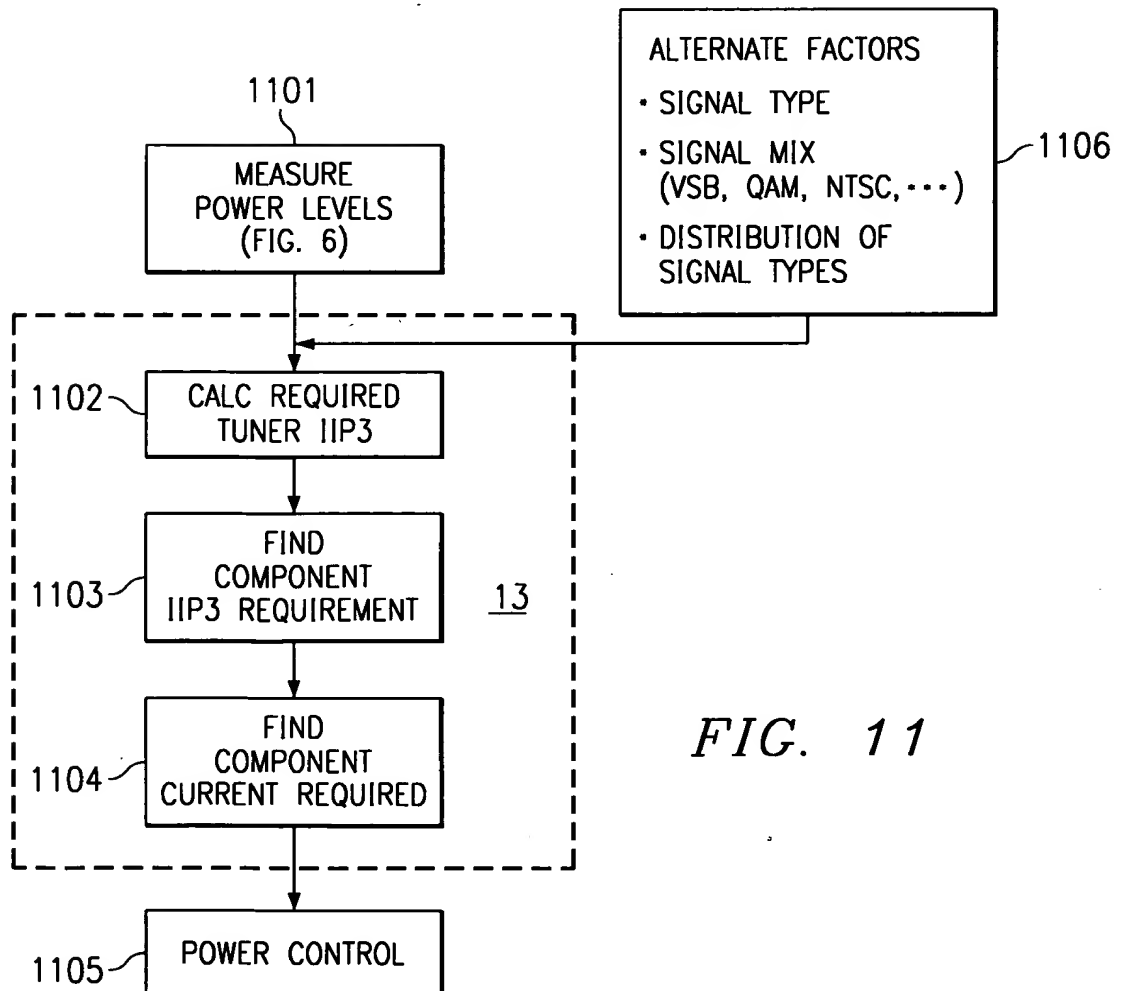 1101
MEASURE
POWER LEVELS
(FIG. 6)
ALTERNATE FACTORS
• SIGNAL TYPE
• SIGNAL MIX
(VSB, QAM, NTSC, •••)
• DISTRIBUTION OF
SIGNAL TYPES
1106
1102
CALC REQUIRED
TUNER IIP3
1103
FIND
COMPONENT
IIP3 REQUIREMENT
13
1104
FIND
COMPONENT
CURRENT REQUIRED
FIG. 11
1105
POWER CONTROL